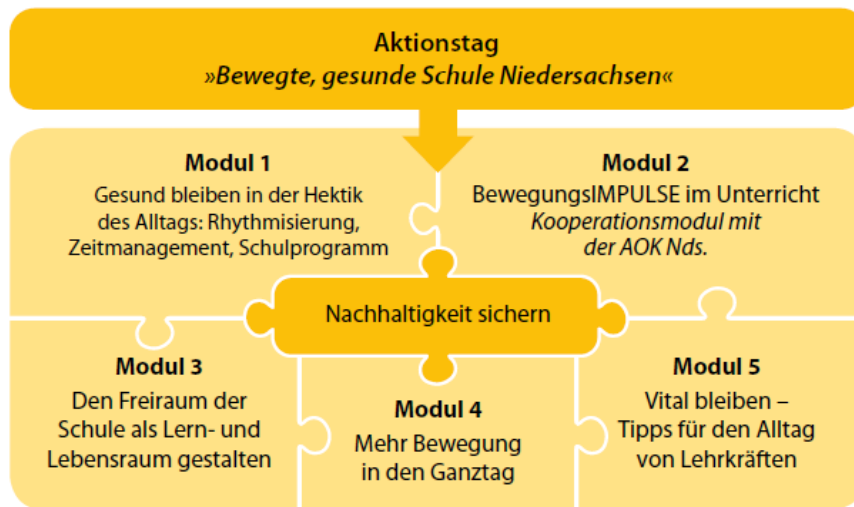 Aktionstag
»Bewegte, gesunde Schule Niedersachsen«
Modul 1
Gesund bleiben in der Hektik
des Alltags: Rhythmisierung,
Zeitmanagement, Schulprogramm
Modul 2
BewegungsIMPULSE im Unterricht
Kooperationsmodul mit
der AOK Nds.
Nachhaltigkeit sichern
Modul 3
Den Freiraum der
Schule als Lern- und
Lebensraum gestalten
Modul 4
Mehr Bewegung
in den Ganztag
Modul 5
Vital bleiben –
Tipps für den Alltag
von Lehrkräften